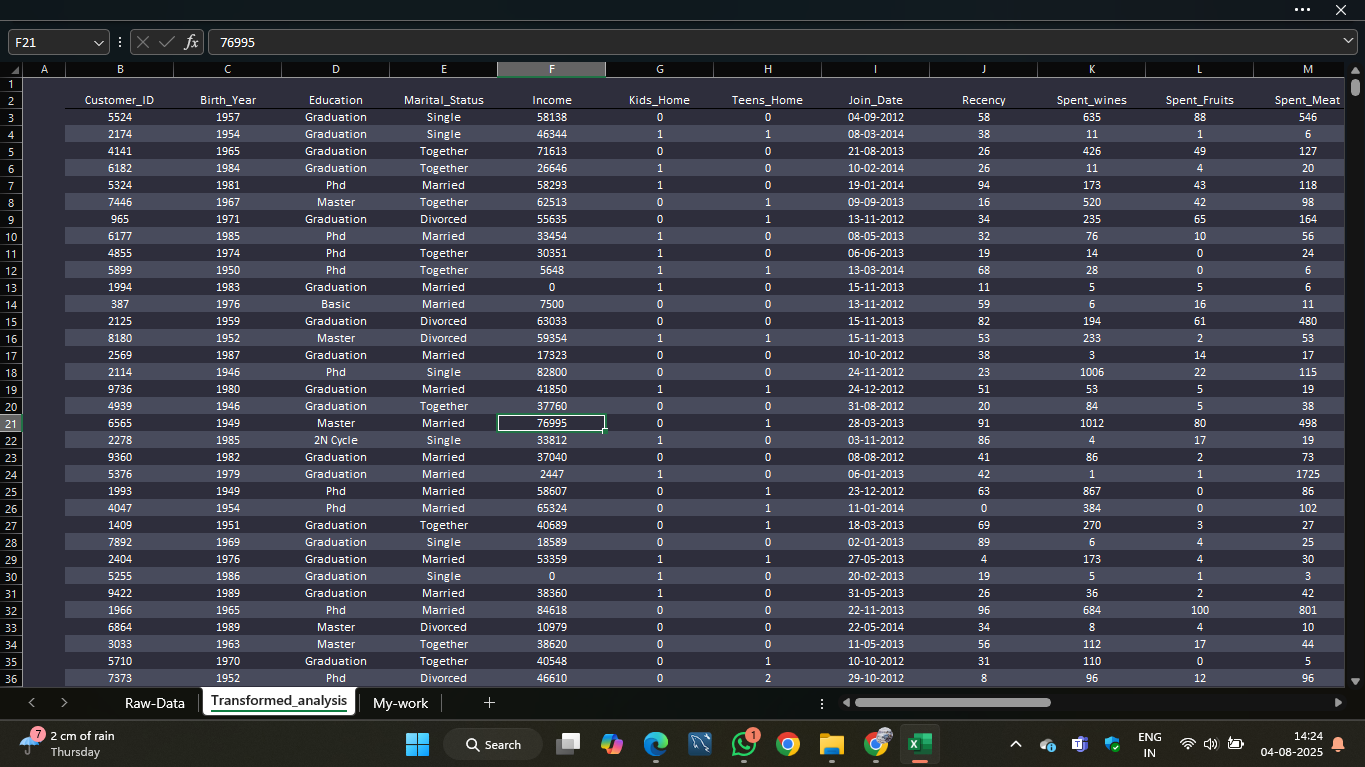 F21 fx 76995
A B C D E F G H I J K L M
1
2 Customer_ID Birth_Year Education Marital_Status Income Kids_Home Teens_Home Join_Date Recency Spent_wines Spent_Fruits Spent_Meat
3 5524 1957 Graduation Single 58138 0 0 04-09-2012 58 635 88 546
4 2174 1954 Graduation Single 46344 1 1 08-03-2014 38 11 1 6
5 4141 1965 Graduation Together 71613 0 0 21-08-2013 26 426 49 127
6 6182 1984 Graduation Together 26646 1 0 10-02-2014 26 11 4 20
7 5324 1981 Phd Married 58293 1 0 19-01-2014 94 173 43 118
8 7446 1967 Master Together 62513 0 1 09-09-2013 16 520 42 98
9 965 1971 Graduation Divorced 55635 0 1 13-11-2012 34 235 65 164
10 6177 1985 Phd Married 33454 1 0 08-05-2013 32 76 10 56
11 4855 1974 Phd Together 30351 1 0 06-06-2013 19 14 0 24
12 5899 1950 Phd Together 5648 1 1 13-03-2014 68 28 0 6
13 1994 1983 Graduation Married 0 1 0 15-11-2013 11 5 5 6
14 387 1976 Basic Married 7500 0 0 13-11-2012 59 6 16 11
15 2125 1959 Graduation Divorced 63033 0 0 15-11-2013 82 194 61 480
16 8180 1952 Master Divorced 59354 1 1 15-11-2013 53 233 2 53
17 2569 1987 Graduation Married 17323 0 0 10-10-2012 38 3 14 17
18 2114 1946 Phd Single 82800 0 0 24-11-2012 23 1006 22 115
19 9736 1980 Graduation Married 41850 1 1 24-12-2012 51 53 5 19
20 4939 1946 Graduation Together 37760 0 0 31-08-2012 20 84 5 38
21 6565 1949 Master Married 76995 0 1 28-03-2013 91 1012 80 498
22 2278 1985 2N Cycle Single 33812 1 0 03-11-2012 86 4 17 19
23 9360 1982 Graduation Married 37040 0 0 08-08-2012 41 86 2 73
24 5376 1979 Graduation Married 2447 1 0 06-01-2013 42 1 1 1725
25 1993 1949 Phd Married 58607 0 1 23-12-2012 63 867 0 86
26 4047 1954 Phd Married 65324 0 1 11-01-2014 0 384 0 102
27 1409 1951 Graduation Together 40689 0 1 18-03-2013 69 270 3 27
28 7892 1969 Graduation Single 18589 0 0 02-01-2013 89 6 4 25
29 2404 1976 Graduation Married 53359 1 1 27-05-2013 4 173 4 30
30 5255 1986 Graduation Single 0 1 0 20-02-2013 19 5 1 3
31 9422 1989 Graduation Married 38360 1 0 31-05-2013 26 36 2 42
32 1966 1965 Phd Married 84618 0 0 22-11-2013 96 684 100 801
33 6864 1989 Master Divorced 10979 0 0 22-05-2014 34 8 4 10
34 3033 1963 Master Together 38620 0 0 11-05-2013 56 112 17 44
35 5710 1970 Graduation Together 40548 0 1 10-10-2012 31 110 0 5
36 7373 1952 Phd Divorced 46610 0 2 29-10-2012 8 96 12 96
Raw-Data Transformed_analysis My-work
7 2 cm of rain
Thursday
Search
1
ENG
IN
14:24
04-08-2025